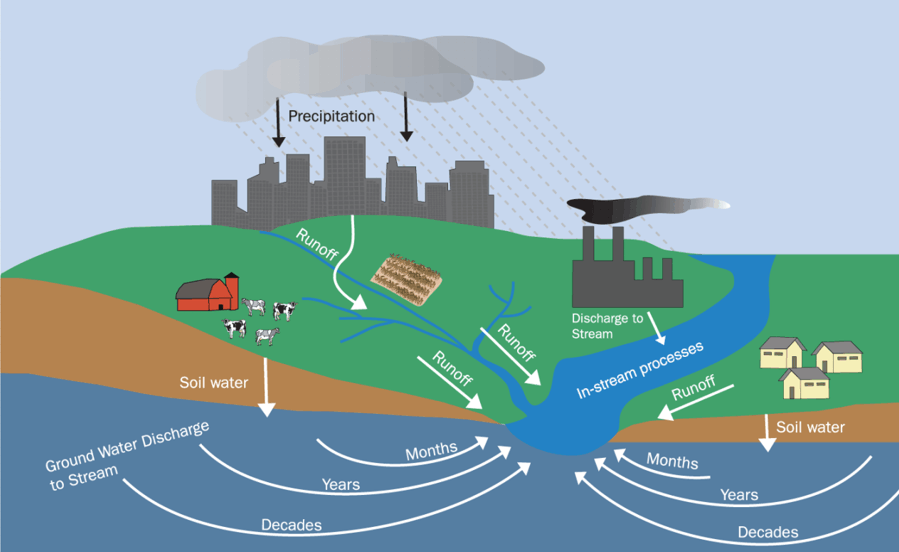 Precipitation
Runoff
Discharge to
Stream
Runoff
In-stream processes
Runoff
Runoff
Soil water
Soil water
Ground Water Discharge
to Stream
Months
Years
Decades
Months
Years
Decades